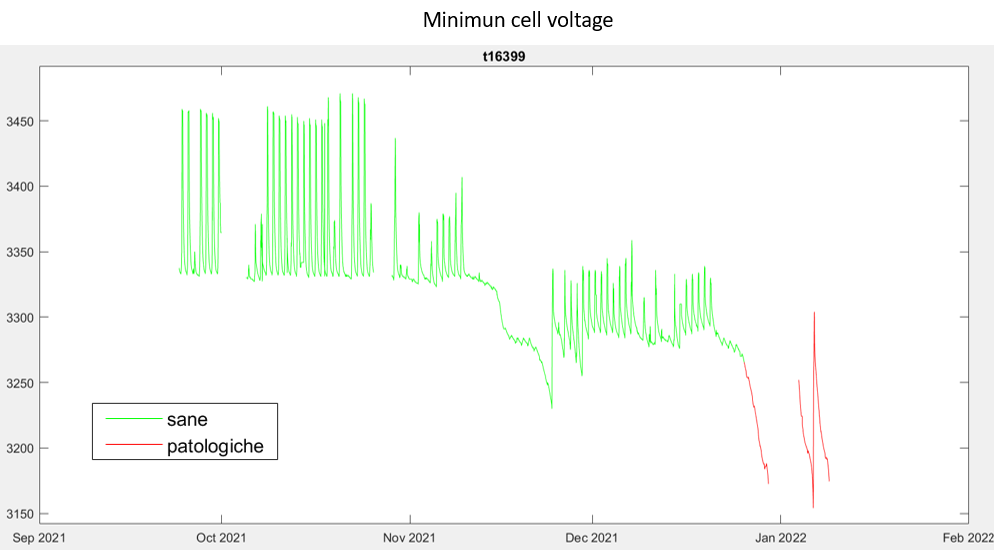 Minimun cell voltage
t16399
3450
3400
3350
3300
3250
3200
3150
sane
patologiche
Sep 2021
Oct 2021
Nov 2021
Dec 2021
Jan 2022
Feb 2022